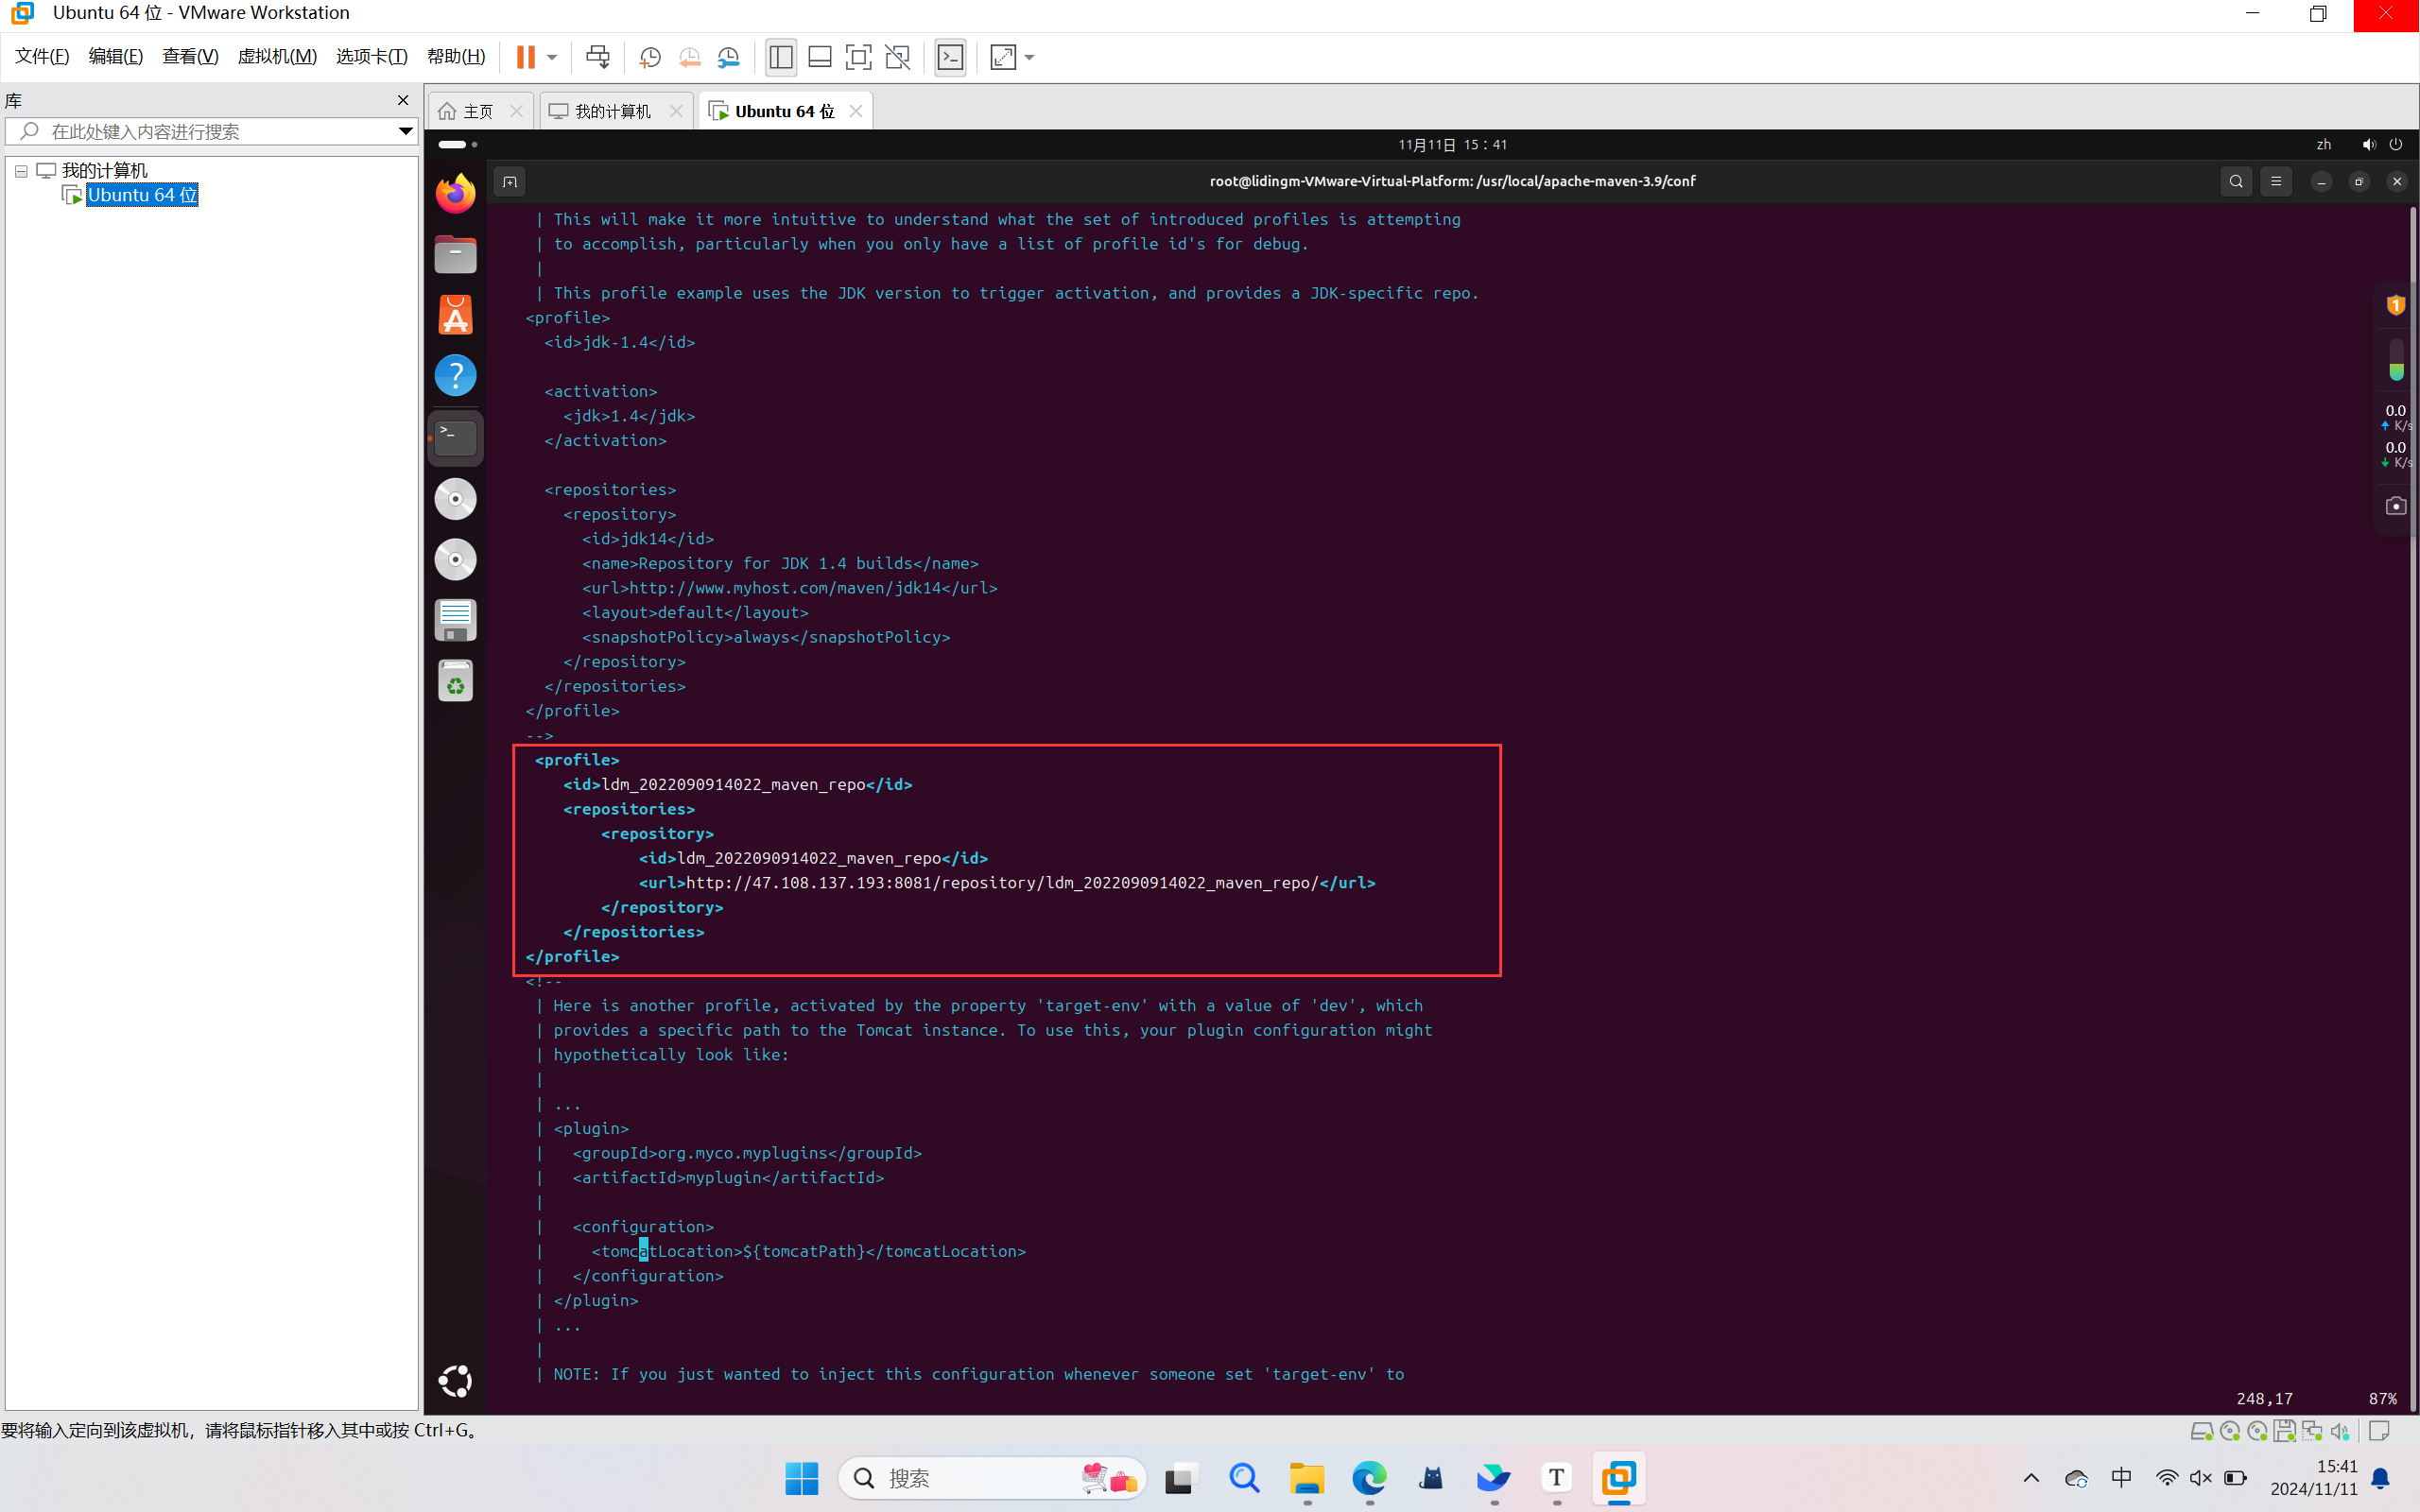 Ubuntu 64 位 - VMware Workstation
文件(F) 编辑(E) 查看(V) 虚拟机(M) 选项卡(T) 帮助(H)
库
在此处键入内容进行搜索
我的计算机
Ubuntu 64 位
主页 我的计算机 Ubuntu 64 位
11月11日 15：41
zh
root@lidingm-VMware-Virtual-Platform: /usr/local/apache-maven-3.9/conf
| This will make it more intuitive to understand what the set of introduced profiles is attempting
| to accomplish, particularly when you only have a list of profile id's for debug.
|
| This profile example uses the JDK version to trigger activation, and provides a JDK-specific repo.
<profile>
<id>jdk-1.4</id>
<activation>
<jdk>1.4</jdk>
</activation>
<repositories>
<repository>
<id>jdk14</id>
<name>Repository for JDK 1.4 builds</name>
<url>http://www.myhost.com/maven/jdk14</url>
<layout>default</layout>
<snapshotPolicy>always</snapshotPolicy>
</repository>
</repositories>
</profile>
-->
<profile>
<id>ldm_2022090914022_maven_repo</id>
<repositories>
<repository>
<id>ldm_2022090914022_maven_repo</id>
<url>http://47.108.137.193:8081/repository/ldm_2022090914022_maven_repo/</url>
</repository>
</repositories>
</profile>
<!--
| Here is another profile, activated by the property 'target-env' with a value of 'dev', which
| provides a specific path to the Tomcat instance. To use this, your plugin configuration might
| hypothetically look like:
|
| ...
| <plugin>
| <groupId>org.myco.myplugins</groupId>
| <artifactId>myplugin</artifactId>
|
| <configuration>
| <tomcatLocation>${tomcatPath}</tomcatLocation>
| </configuration>
| </plugin>
| ...
|
| NOTE: If you just wanted to inject this configuration whenever someone set 'target-env' to
248,17 87%
1
0.0
K/s
0.0
K/s
要将输入定向到该虚拟机，请将鼠标指针移入其中或按 Ctrl+G。
搜索
中
15:41
2024/11/11